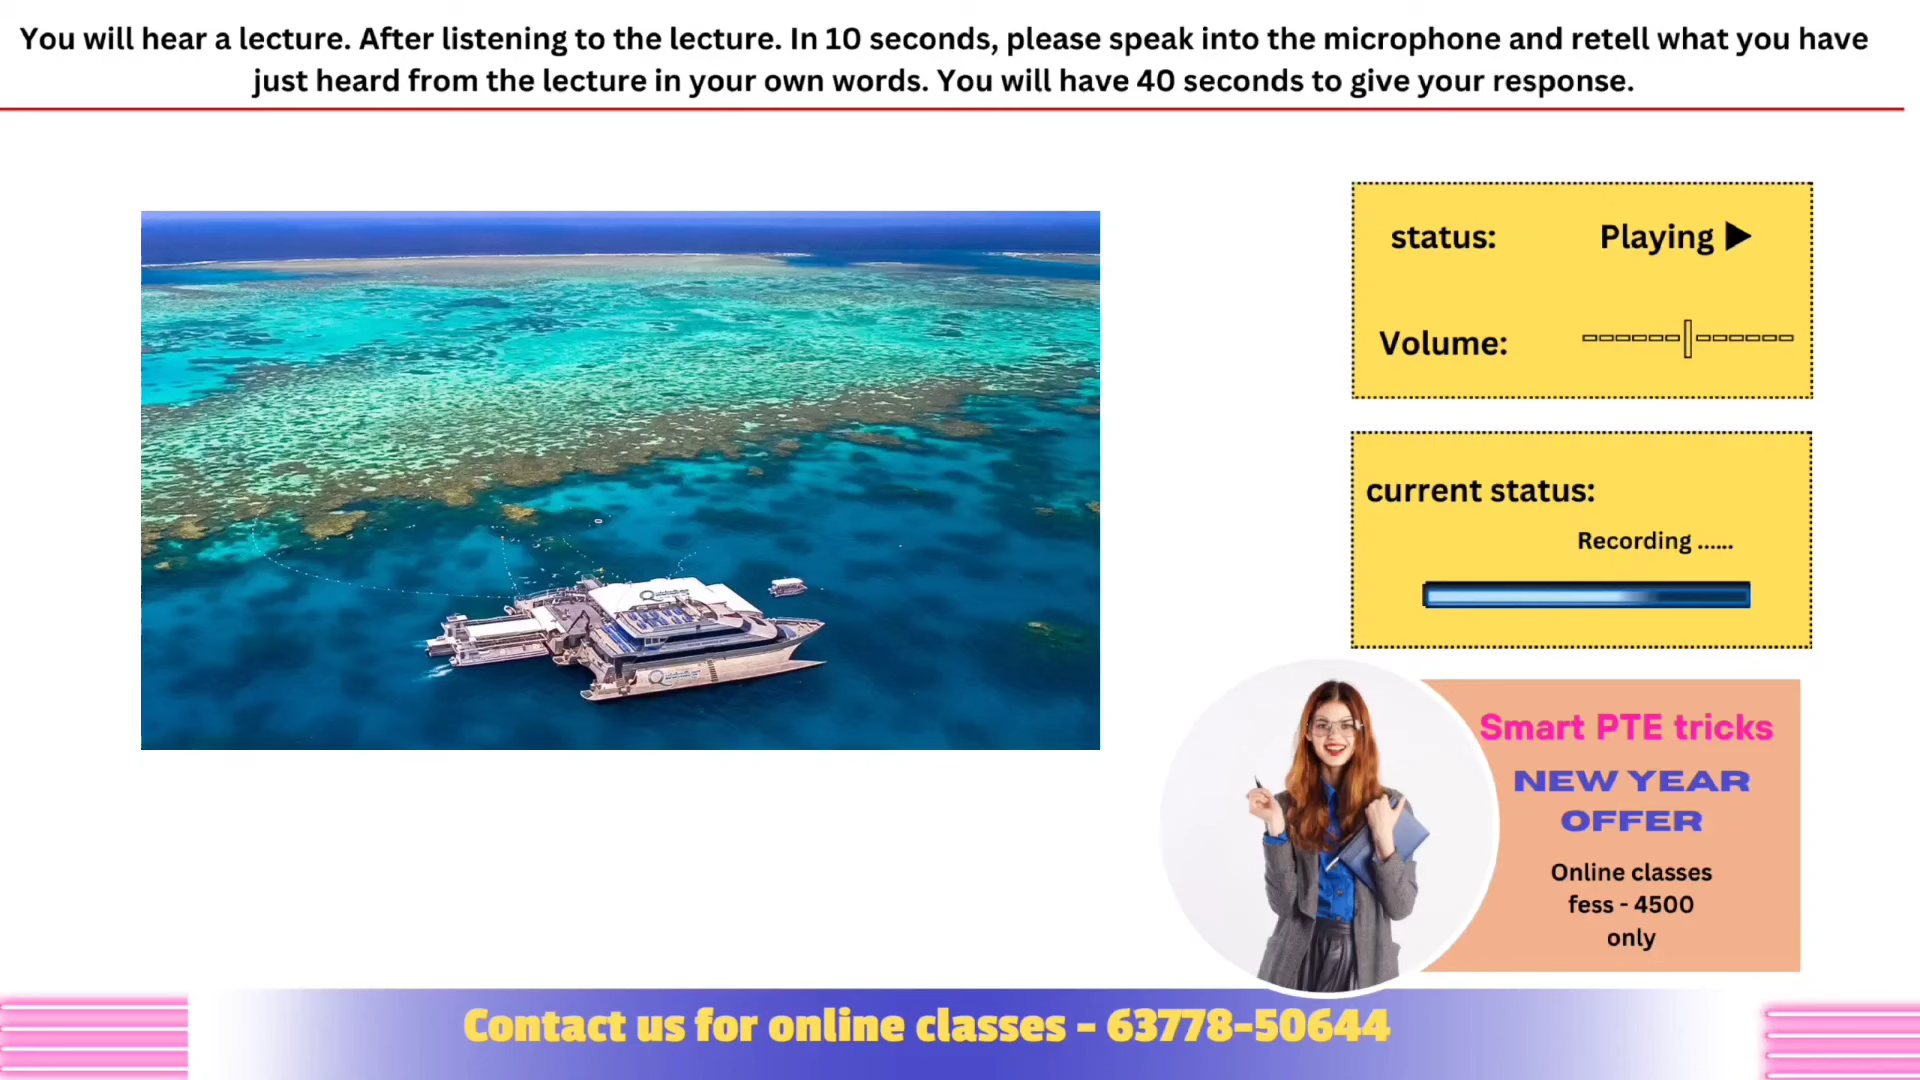 You will hear a lecture. After listening to the lecture. In 10 seconds, please speak into the microphone and retell what you have
just heard from the lecture in your own words. You will have 40 seconds to give your response.
status: Playing
Volume:
current status:
Recording ......
Smart PTE tricks
NEW YEAR
OFFER
Online classes
fess - 4500
only
Contact us for online classes - 63778-50644